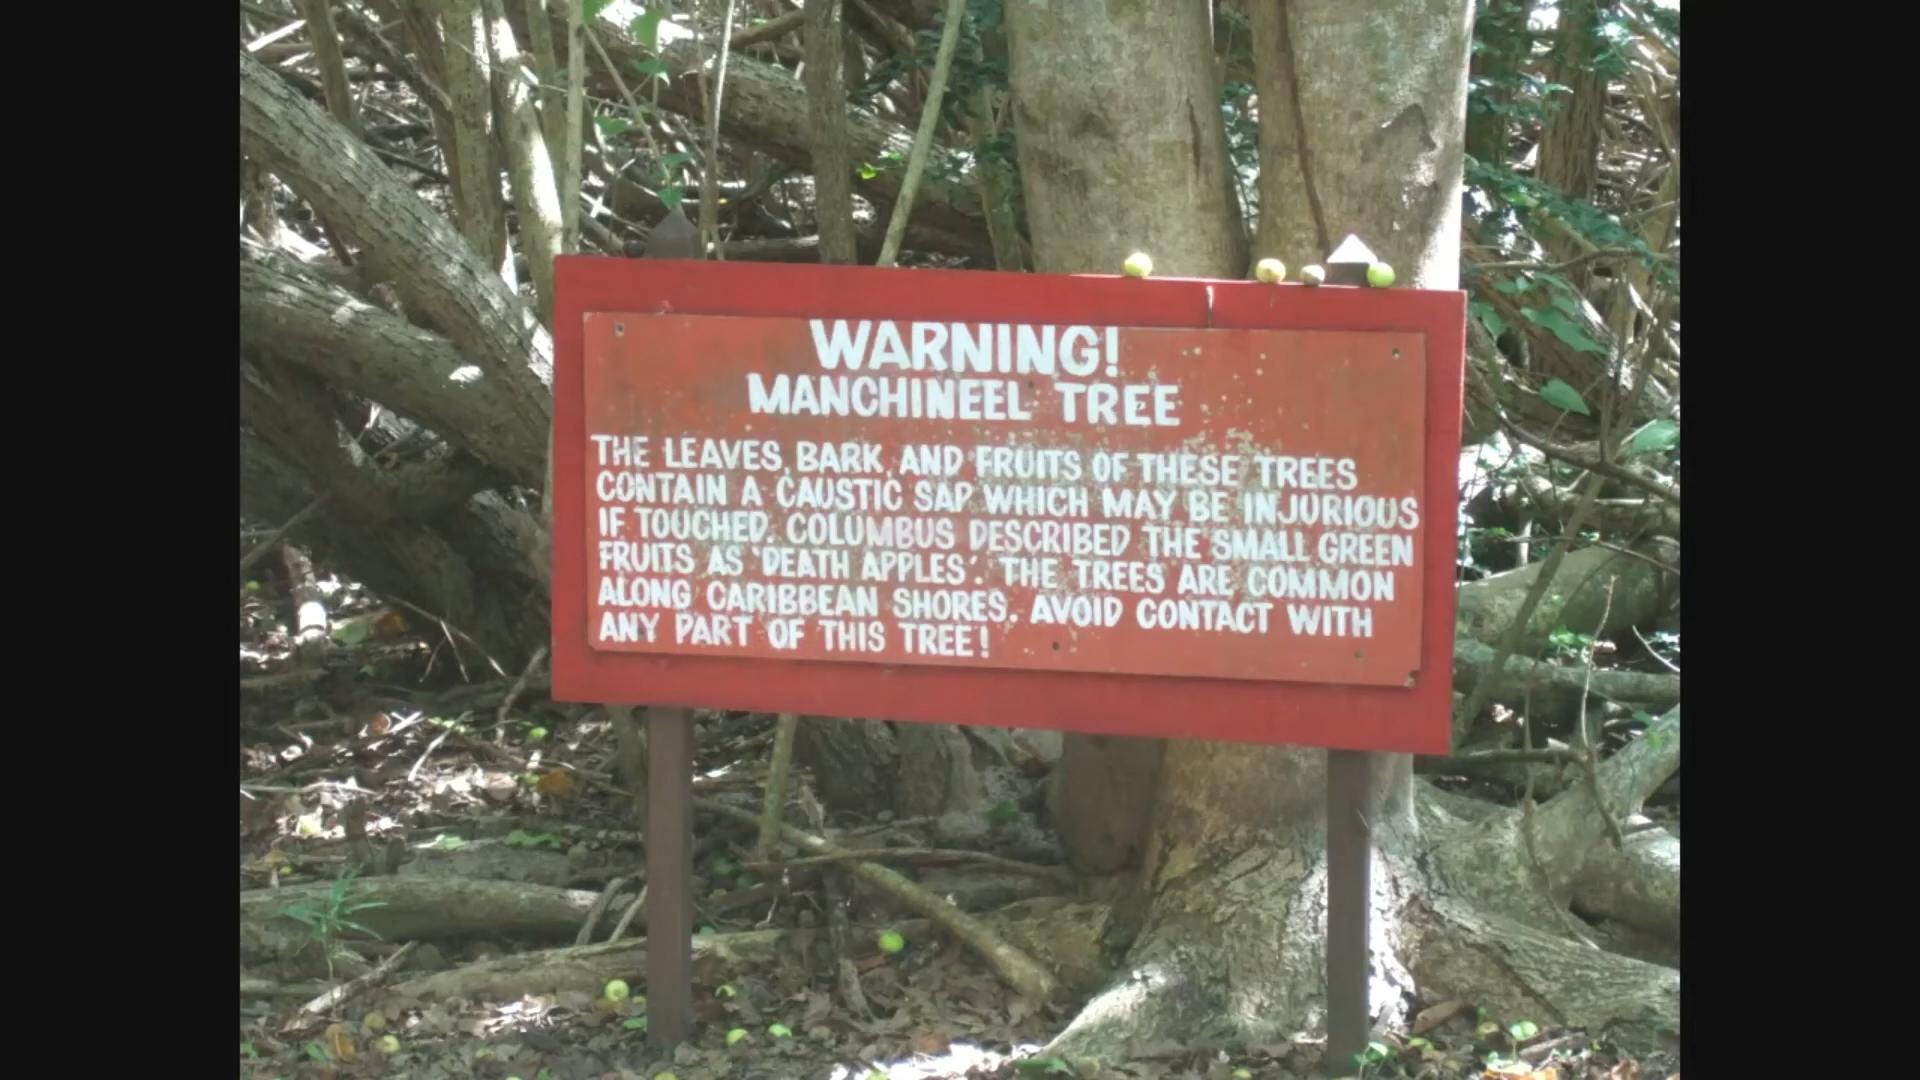 WARNING!
MANCHINEEL TREE
THE LEAVES, BARK, AND FRUITS OF THESE TREES
CONTAIN A CAUSTIC SAP WHICH MAY BE INJURIOUS
IF TOUCHED. COLUMBUS DESCRIBED THE SMALL GREEN
FRUITS AS 'DEATH APPLES'. THE TREES ARE COMMON
ALONG CARIBBEAN SHORES. AVOID CONTACT WITH
ANY PART OF THIS TREE!